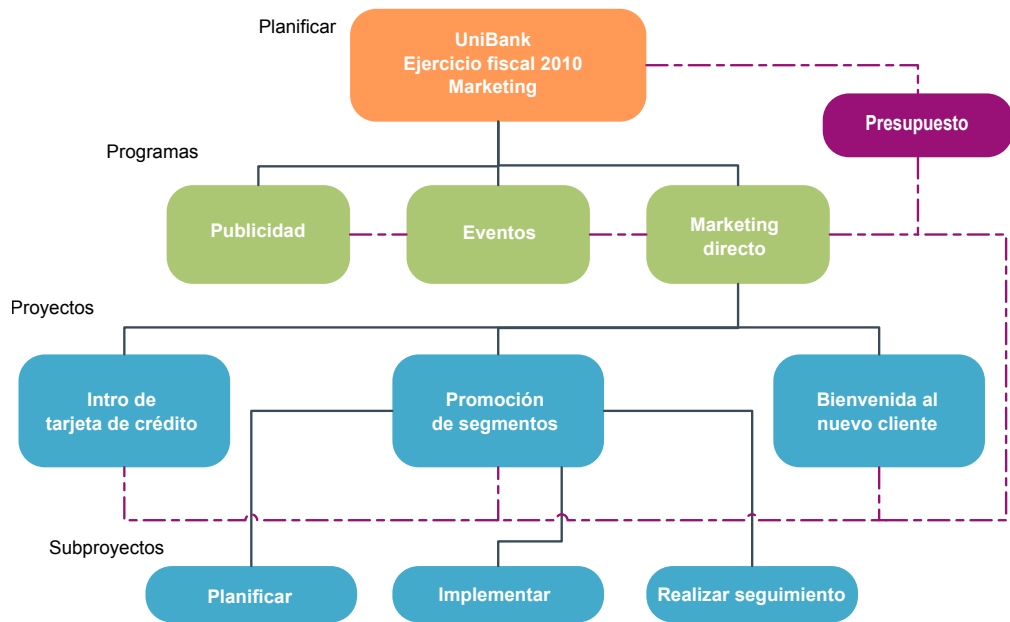 Planificar
UniBank
Ejercicio fiscal 2010
Marketing
Presupuesto
Programas
Publicidad
Eventos
Marketing
directo
Proyectos
Intro de
tarjeta de crédito
Promoción
de segmentos
Bienvenida al
nuevo cliente
Subproyectos
Planificar
Implementar
Realizar seguimiento